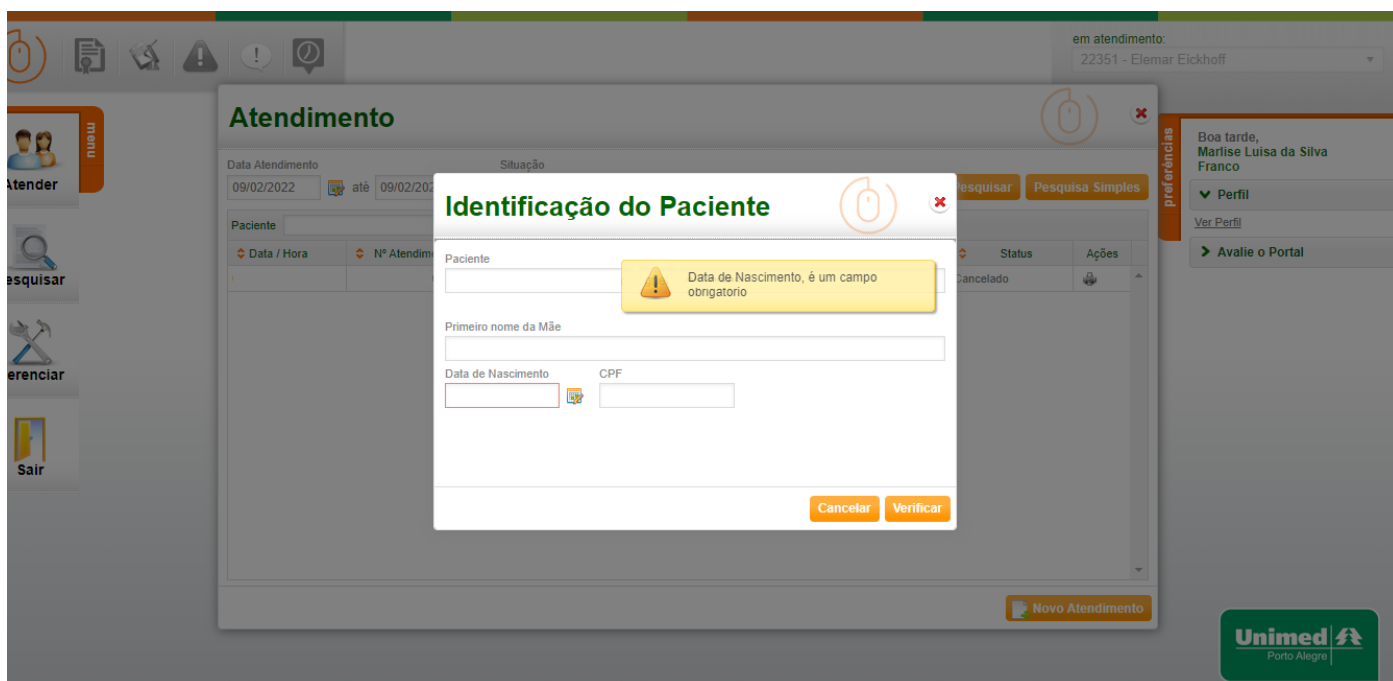 em atendimento:
22351 - Elemar Eickhoff
menu
Atender
Gerenciar
Sair
Atendimento
Data Atendimento
Situação
09/02/2022
até
09/02/202
Pesquisar
Pesquisa Simples
Paciente
Data / Hora
Nº Atendim
Status
Ações
Cancelado
Identificação do Paciente
Paciente
Data de Nascimento, é um campo
obrigatorio
Primeiro nome da Mãe
Data de Nascimento
CPF
Cancelar
Verificar
Novo Atendimento
preferências
Boa tarde,
Marlise Luisa da Silva
Franco
Perfil
Ver Perfil
Avalie o Portal
Unimed
Porto Alegre